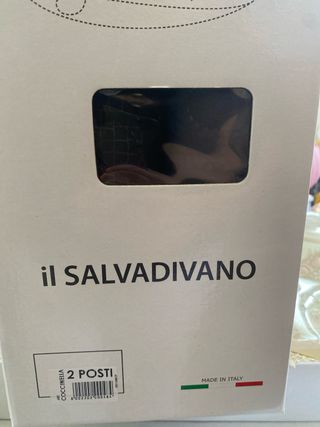 il SALVADIVANO
COCCINELLA
2 POSTI
MADE IN ITALY